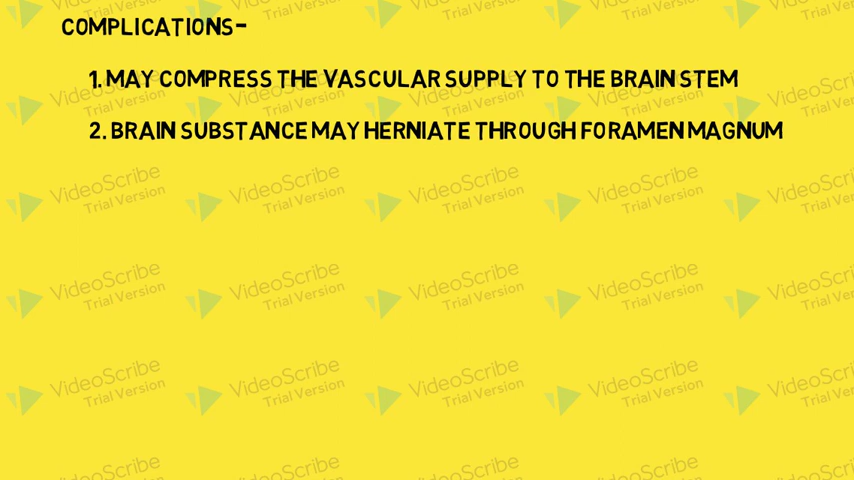 COMPLICATIONS-
1. MAY COMPRESS THE VASCULAR SUPPLY TO THE BRAIN STEM
2. BRAIN SUBSTANCE MAY HERNIATE THROUGH FORAMEN MAGNUM
VideoScribe
Trial Version